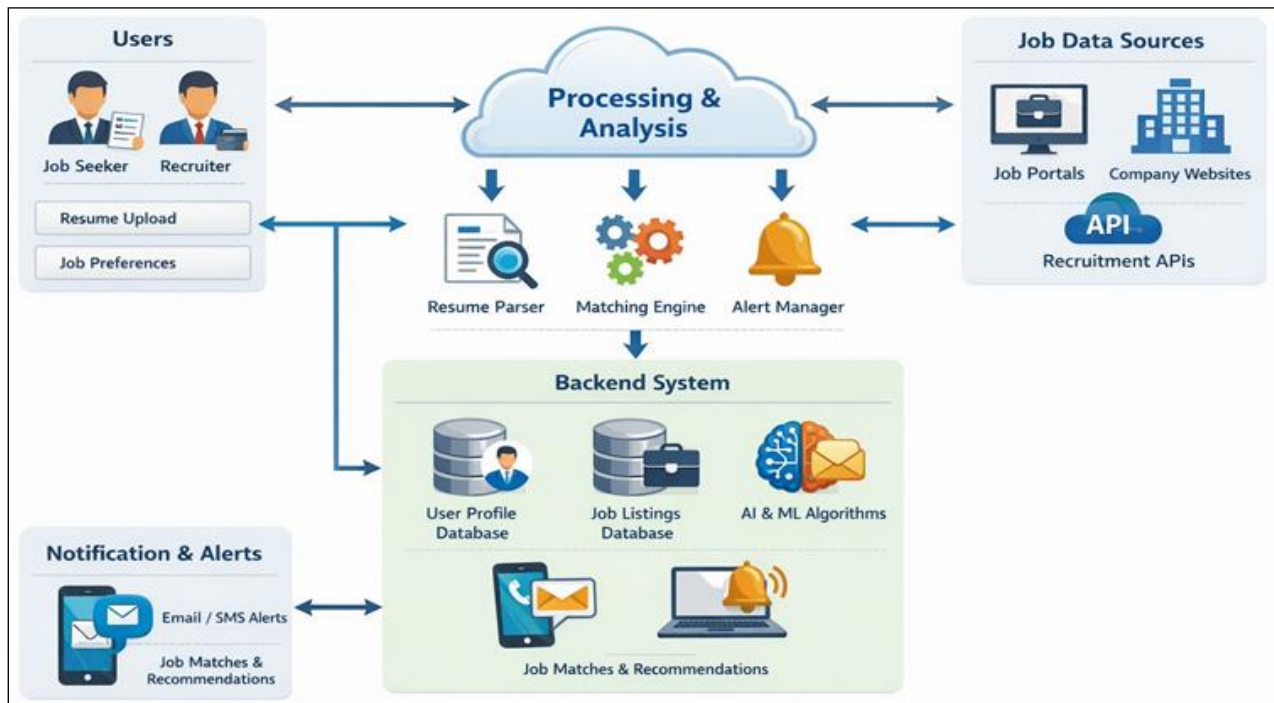 Users
Job Seeker
Recruiter
Resume Upload
Job Preferences
Processing &
Analysis
Job Data Sources
Job Portals
Company Websites
API
Recruitment APIs
Resume Parser
Matching Engine
Alert Manager
Backend System
User Profile
Database
Job Listings
Database
AI & ML Algorithms
Job Matches & Recommendations
Notification & Alerts
Email / SMS Alerts
Job Matches &
Recommendations